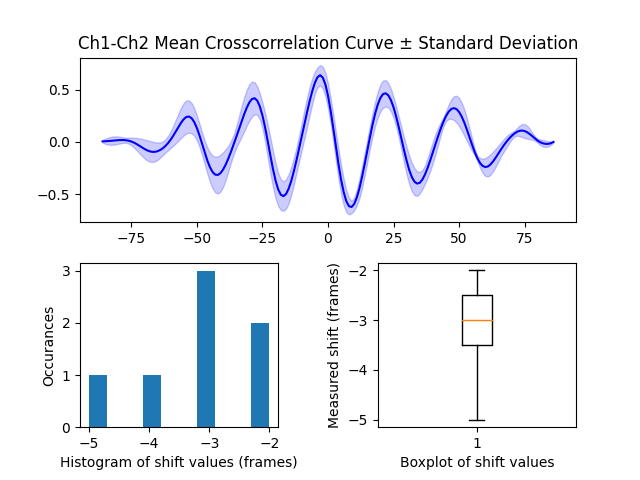 Ch1-Ch2 Mean Crosscorrelation Curve ± Standard Deviation
0.5
0.0
−0.5
−75 −50 −25 0 25 50 75
3
2
1
0
Occurances
−5 −4 −3 −2
Histogram of shift values (frames)
−2
−3
−4
−5
Measured shift (frames)
1
Boxplot of shift values